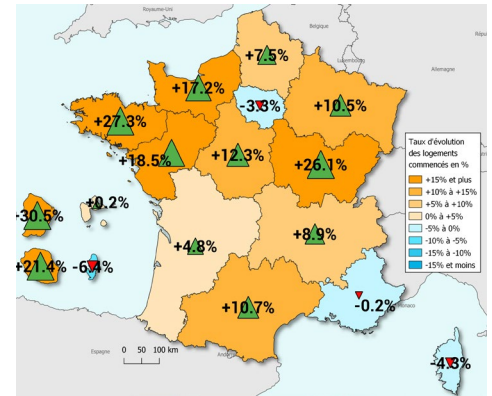 Royaume-Uni
Belgique
Luxembourg
Allemagne
+7.5%
+17.2%
-3.3%
+10.5%
+27.3%
+18.5%
+12.3%
+26.1%
+0.2%
+30.5%
+4.8%
+8.9%
+21.4%
-6.4%
+10.7%
-0.2%
Monaco
-4.3%
Espagne
0 50 100 km
Taux d'évolution
des logements
commencés en %
+15% et plus
+10% à +15%
+5% à +10%
0% à +5%
-5% à 0%
-10% à -5%
-15% à -10%
-15% et moins